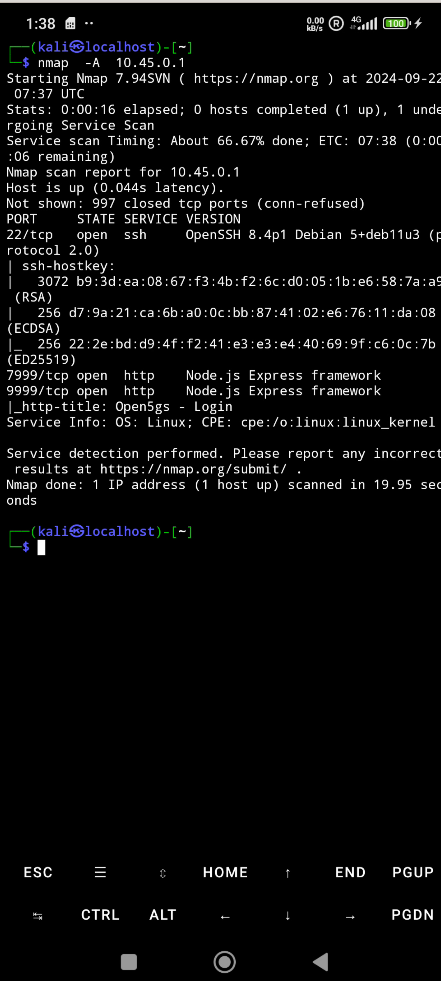 1:38
0.00 kB/s R 4G 100
┌──(kali㉿localhost)-[~]
└─$ nmap  -A  10.45.0.1
Starting Nmap 7.94SVN ( https://nmap.org ) at 2024-09-22
 07:37 UTC
Stats: 0:00:16 elapsed; 0 hosts completed (1 up), 1 unde
rgoing Service Scan
Service scan Timing: About 66.67% done; ETC: 07:38 (0:00
:06 remaining)
Nmap scan report for 10.45.0.1
Host is up (0.044s latency).
Not shown: 997 closed tcp ports (conn-refused)
PORT     STATE SERVICE VERSION
22/tcp   open  ssh     OpenSSH 8.4p1 Debian 5+deb11u3 (p
rotocol 2.0)
| ssh-hostkey:
|   3072 b9:3d:ea:08:67:f3:4b:f2:6c:d0:05:1b:e6:58:7a:a9
 (RSA)
|   256 d7:9a:21:ca:6b:a0:0c:bb:87:41:02:e6:76:11:da:08
(ECDSA)
|_  256 22:2e:bd:d9:4f:f2:41:e3:e3:e4:40:69:9f:c6:0c:7b
(ED25519)
7999/tcp open  http    Node.js Express framework
9999/tcp open  http    Node.js Express framework
|_http-title: Open5gs - Login
Service Info: OS: Linux; CPE: cpe:/o:linux:linux_kernel

Service detection performed. Please report any incorrect
 results at https://nmap.org/submit/ .
Nmap done: 1 IP address (1 host up) scanned in 19.95 sec
onds

┌──(kali㉿localhost)-[~]
└─$
ESC ☰ ⇳ HOME ↑ END PGUP
↹ CTRL ALT ← ↓ → PGDN